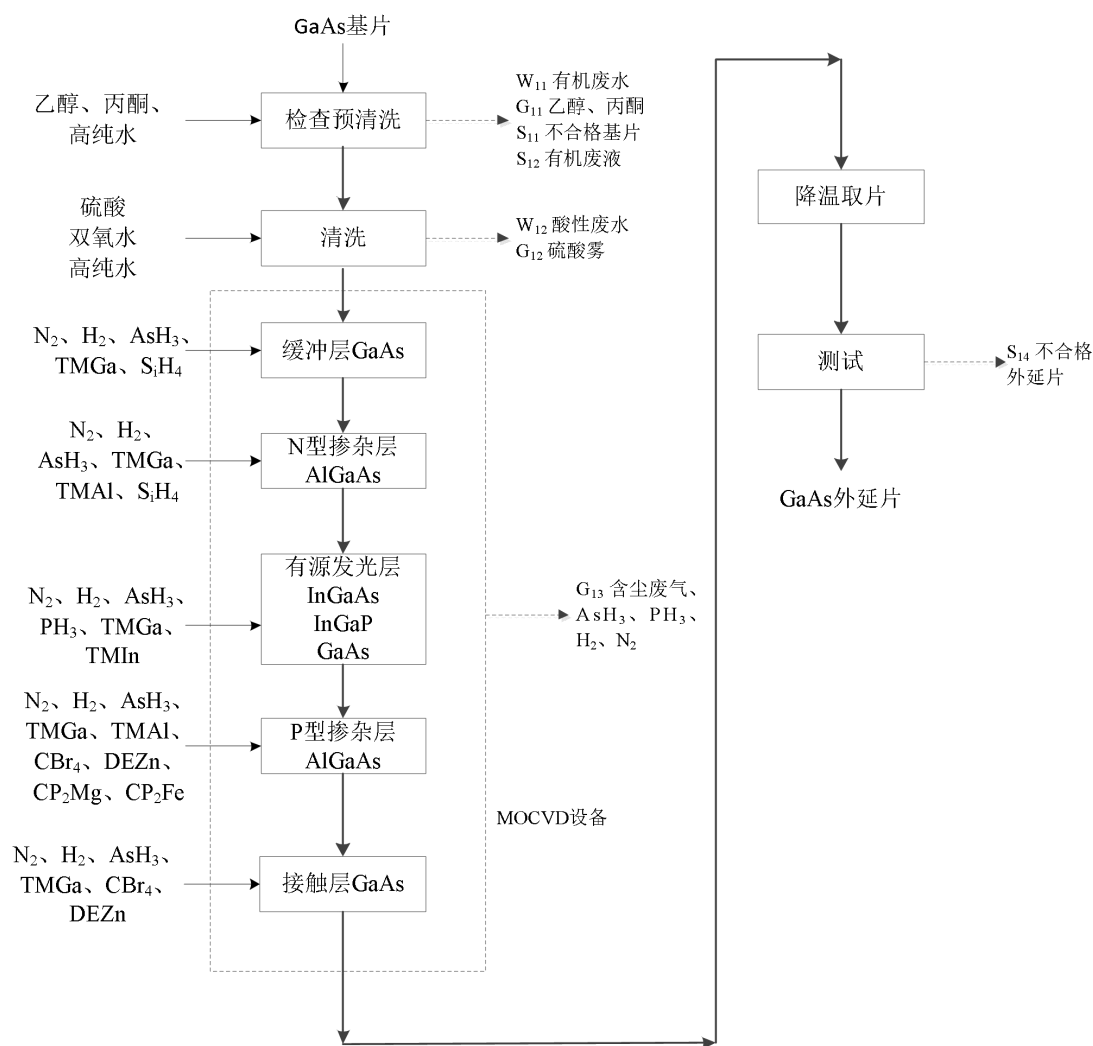 GaAs基片
乙醇、丙酮、
高纯水
检查预清洗
W₁₁ 有机废水
G₁₁ 乙醇、丙酮
S₁₁ 不合格基片
S₁₂ 有机废液
硫酸
双氧水
高纯水
清洗
W₁₂ 酸性废水
G₁₂ 硫酸雾
N₂、H₂、AsH₃、
TMGa、SᵢH₄
缓冲层GaAs
N₂、H₂、
AsH₃、TMGa、
TMAl、SᵢH₄
N型掺杂层
AlGaAs
N₂、H₂、AsH₃、
PH₃、TMGa、
TMIn
有源发光层
InGaAs
InGaP
GaAs
G₁₃ 含尘废气、
AsH₃、PH₃、
H₂、N₂
N₂、H₂、AsH₃、
TMGa、TMAl、
CBr₄、DEZn、
CP₂Mg、CP₂Fe
P型掺杂层
AlGaAs
MOCVD设备
N₂、H₂、AsH₃、
TMGa、CBr₄、
DEZn
接触层GaAs
降温取片
测试
S₁₄ 不合格
外延片
GaAs外延片